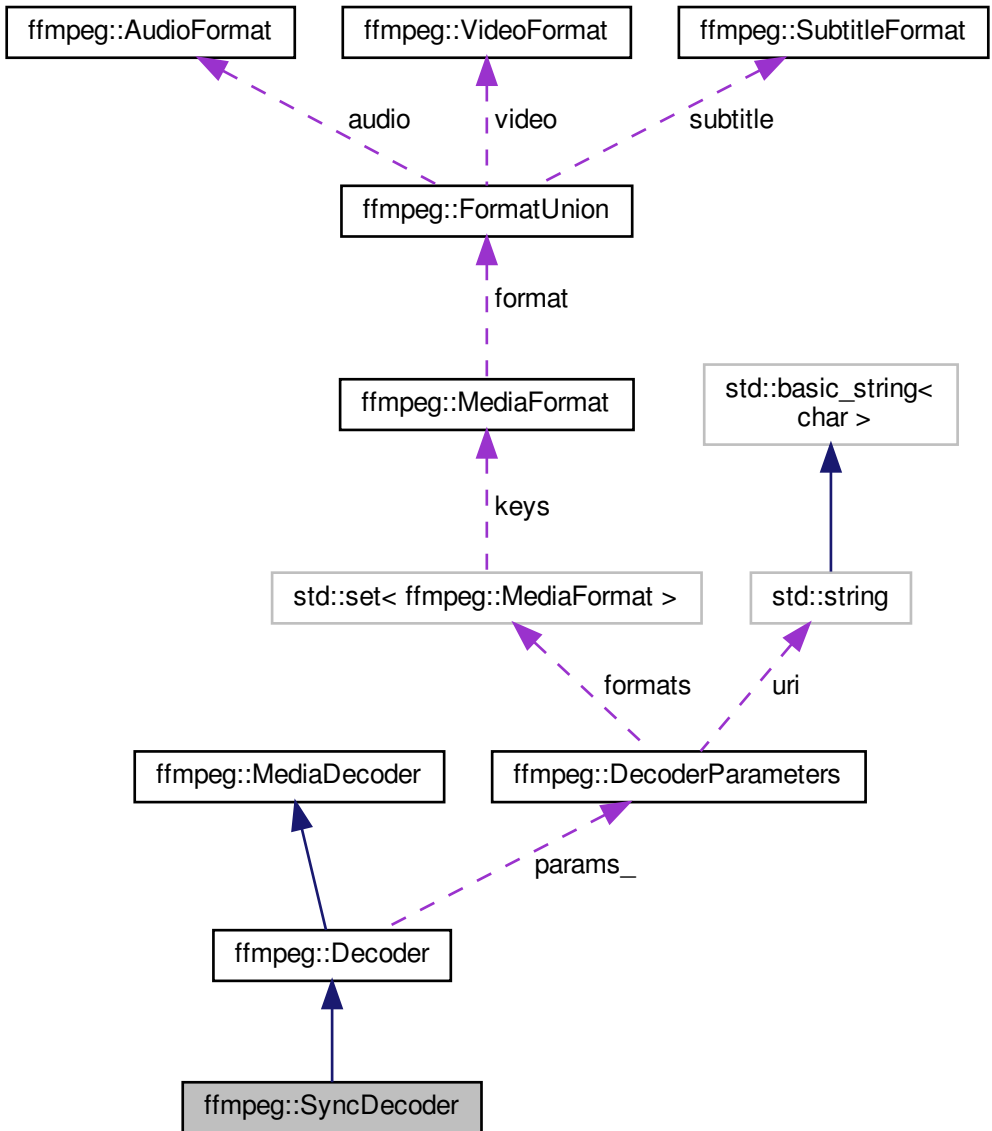 ffmpeg::AudioFormat
ffmpeg::VideoFormat
ffmpeg::SubtitleFormat
audio
video
subtitle
ffmpeg::FormatUnion
format
ffmpeg::MediaFormat
std::basic_string<
char >
keys
std::set< ffmpeg::MediaFormat >
std::string
formats
uri
ffmpeg::MediaDecoder
ffmpeg::DecoderParameters
params_
ffmpeg::Decoder
ffmpeg::SyncDecoder